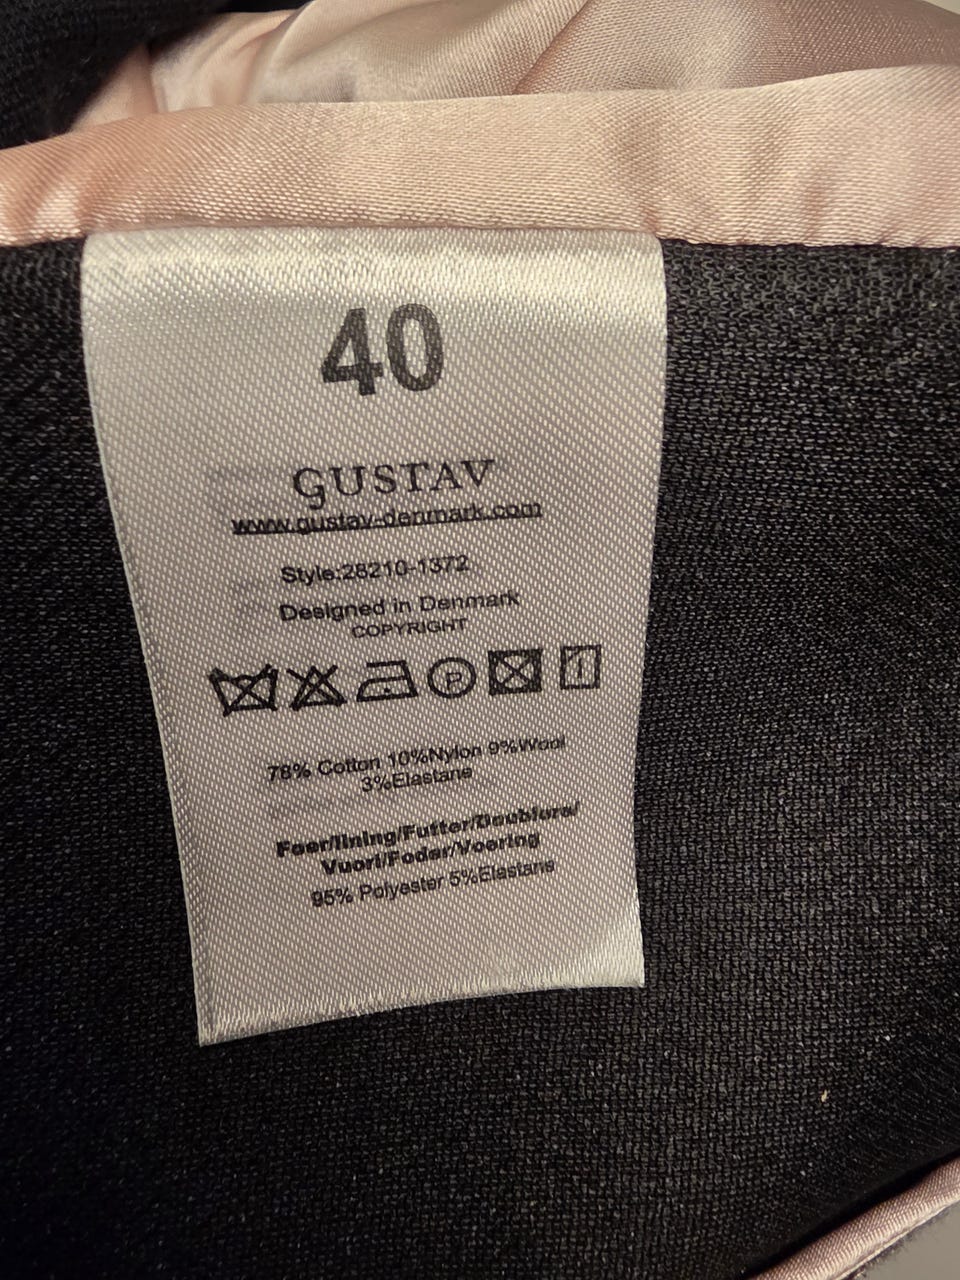 40
GUSTAV
www.gustav-denmark.com
Style:28210-1372
Designed in Denmark
COPYRIGHT
P
78% Cotton 10%Nylon 9%Wool
3%Elastane
Foer/lining/Futter/Doublure/
Vuori/Foder/Voering
95% Polyester 5%Elastane